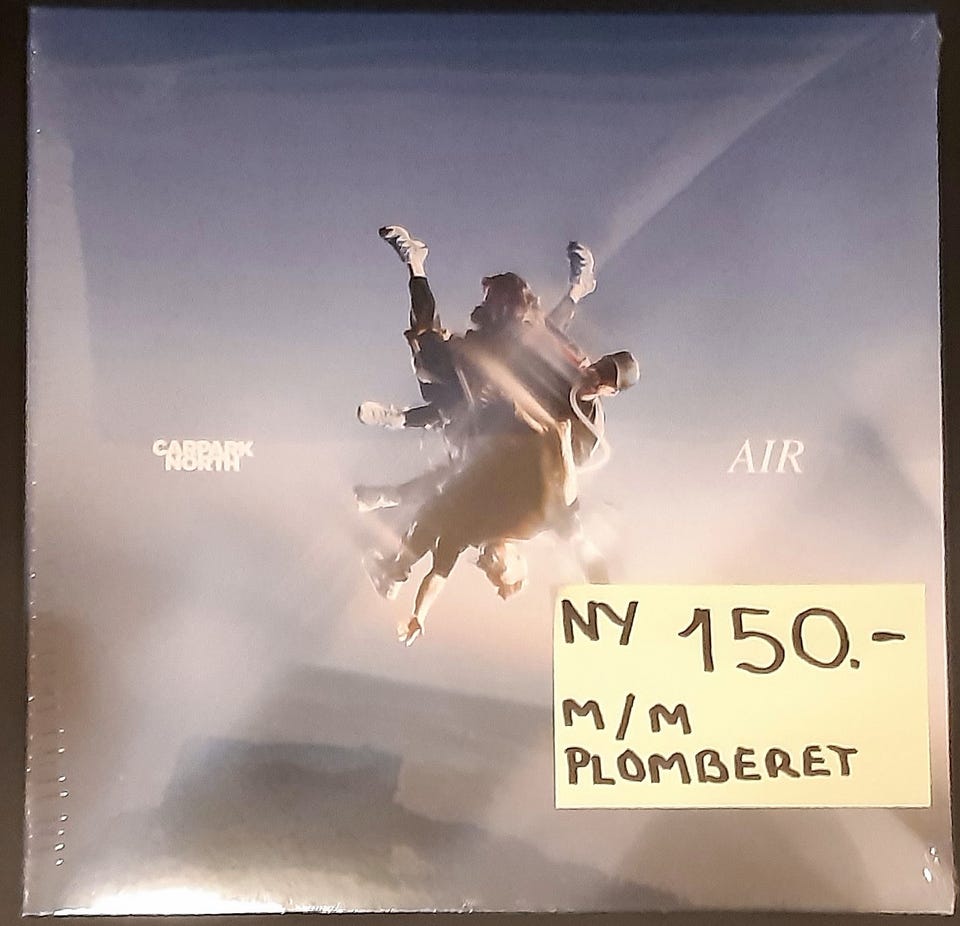 CARPARK
NORTH
AIR
NY 150.-
M/M
PLOMBERET